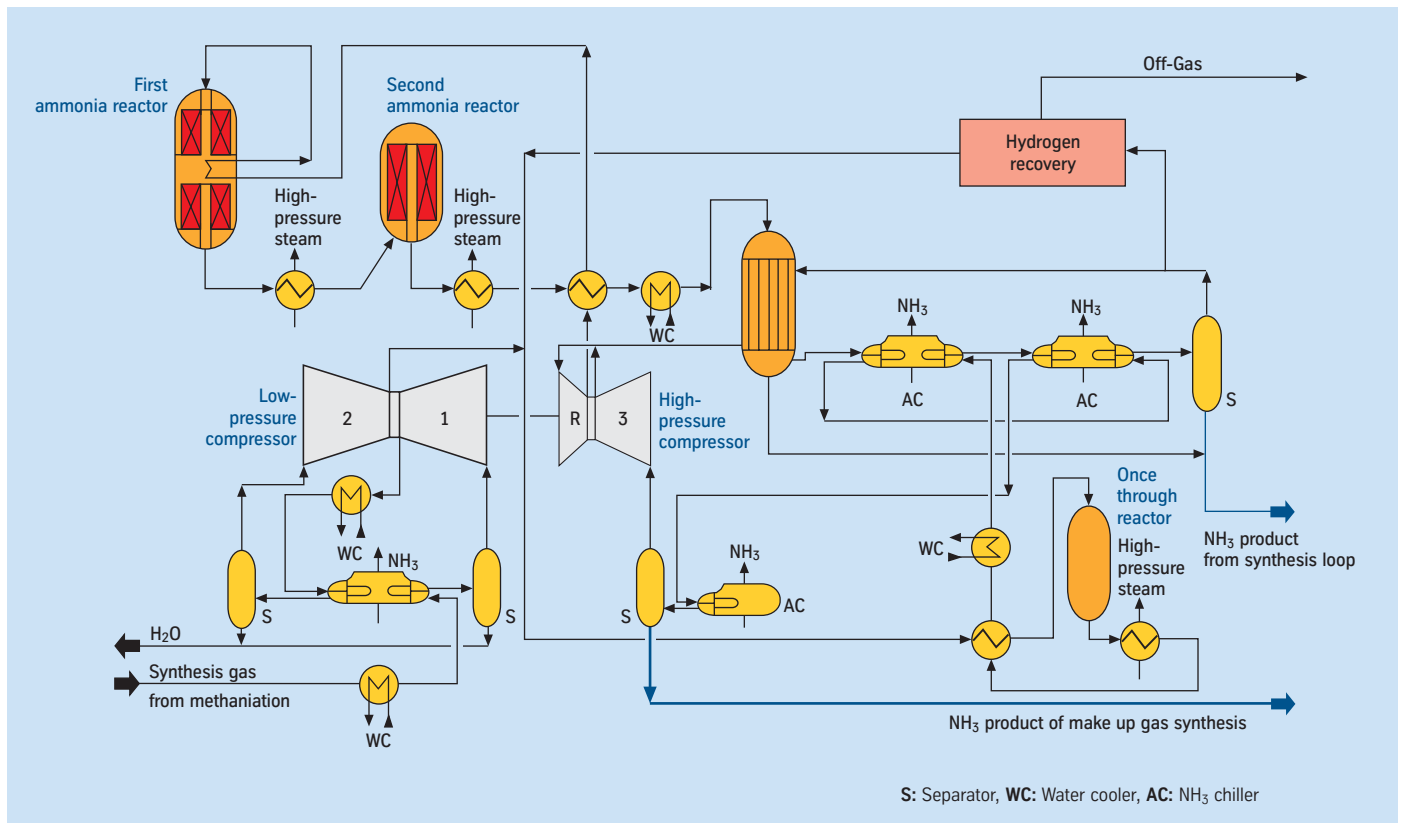 Off-Gas
First
ammonia reactor
Second
ammonia reactor
Hydrogen
recovery
High-
pressure
steam
High-
pressure
steam
NH3
NH3
WC
AC
AC
S
Low-
pressure
compressor
2
1
R
3
High-
pressure
compressor
Once
through
reactor
WC
NH3
S
S
NH3
AC
S
WC
High-
pressure
steam
NH3 product
from synthesis loop
H2O
Synthesis gas
from methaniation
WC
NH3 product of make up gas synthesis
S: Separator, WC: Water cooler, AC: NH3 chiller